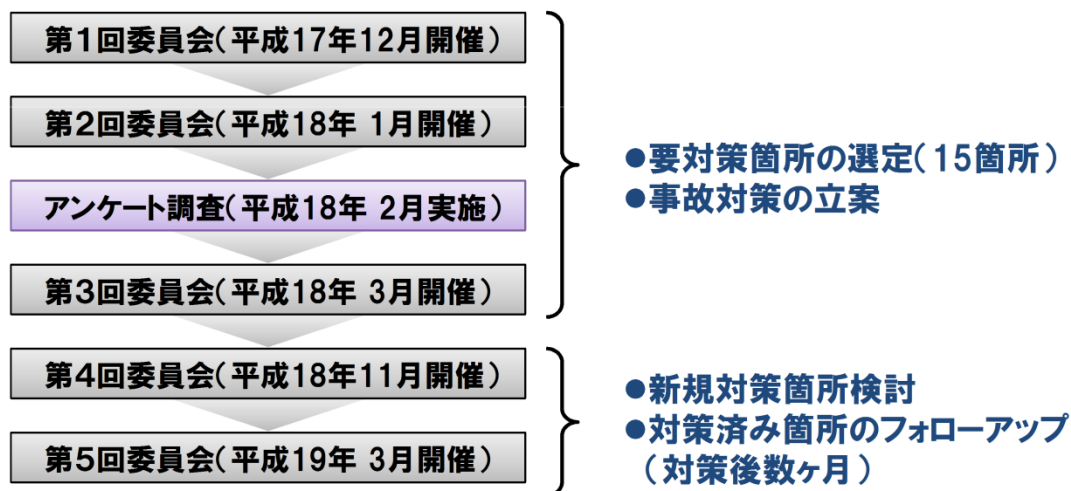 第1回委員会(平成17年12月開催)
第2回委員会(平成18年 1月開催)
アンケート調査(平成18年 2月実施)
第3回委員会(平成18年 3月開催)
●要対策箇所の選定(15箇所)
●事故対策の立案
第4回委員会(平成18年11月開催)
第5回委員会(平成19年 3月開催)
●新規対策箇所検討
●対策済み箇所のフォローアップ
(対策後数ヶ月)